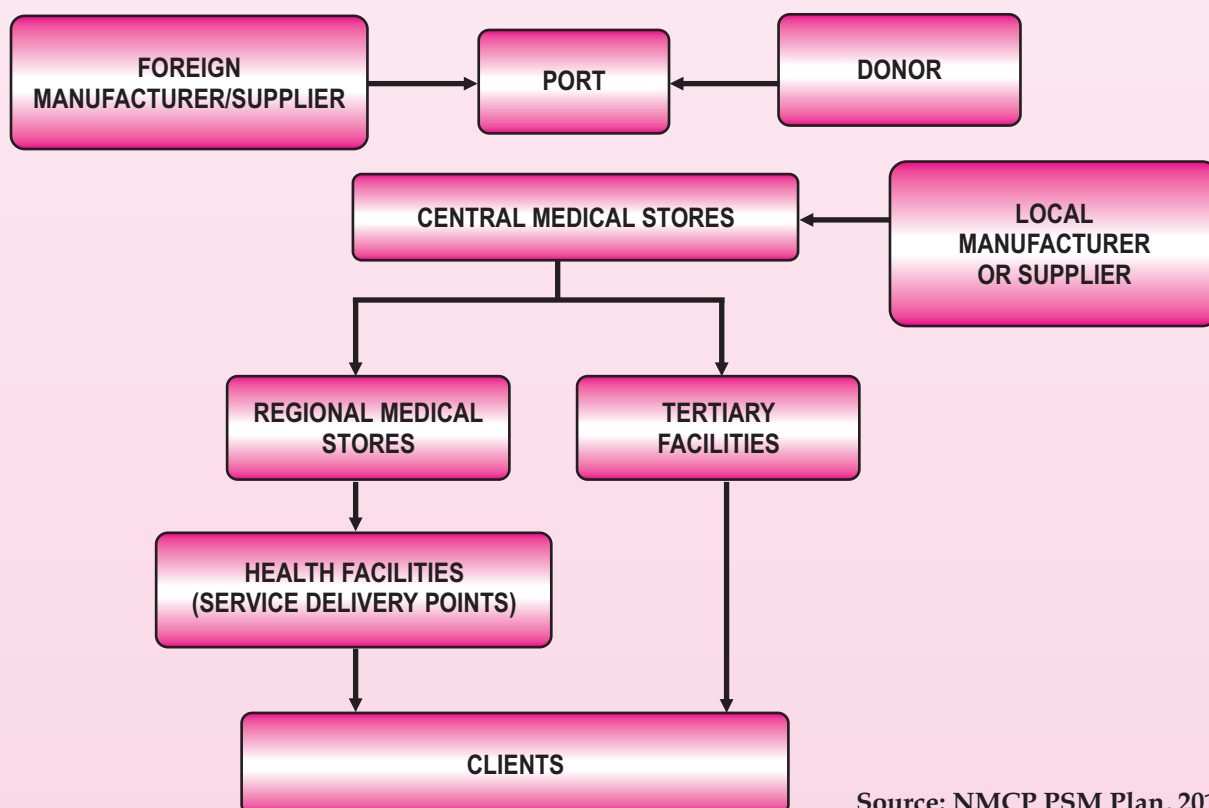 FOREIGN
MANUFACTURER/SUPPLIER
PORT
DONOR
CENTRAL MEDICAL STORES
LOCAL
MANUFACTURER
OR SUPPLIER
REGIONAL MEDICAL
STORES
TERTIARY
FACILITIES
HEALTH FACILITIES
(SERVICE DELIVERY POINTS)
CLIENTS
Source: NMCP PSM Plan,